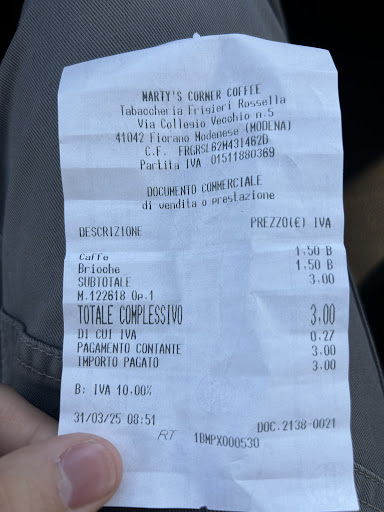 MARTY'S CORNER COFFEE
Tabaccheria Frigieri Rossella
Via Collegio Vecchio n.5
41042 Fiorano Modenese (MODENA)
C.F. FRGRSL62M431462D
Partita IVA 01511880369
DOCUMENTO COMMERCIALE
di vendita o prestazione
DESCRIZIONE PREZZO(€) IVA
Caffe 1,50 B
Brioche 1,50 B
SUBTOTALE 3,00
M.122618 Op.1
TOTALE COMPLESSIVO 3,00
DI CUI IVA 0,27
PAGAMENTO CONTANTE 3,00
IMPORTO PAGATO 3,00
B: IVA 10,00%
31/03/25 08:51 DOC.2138-0021
RT 1BMPX000530